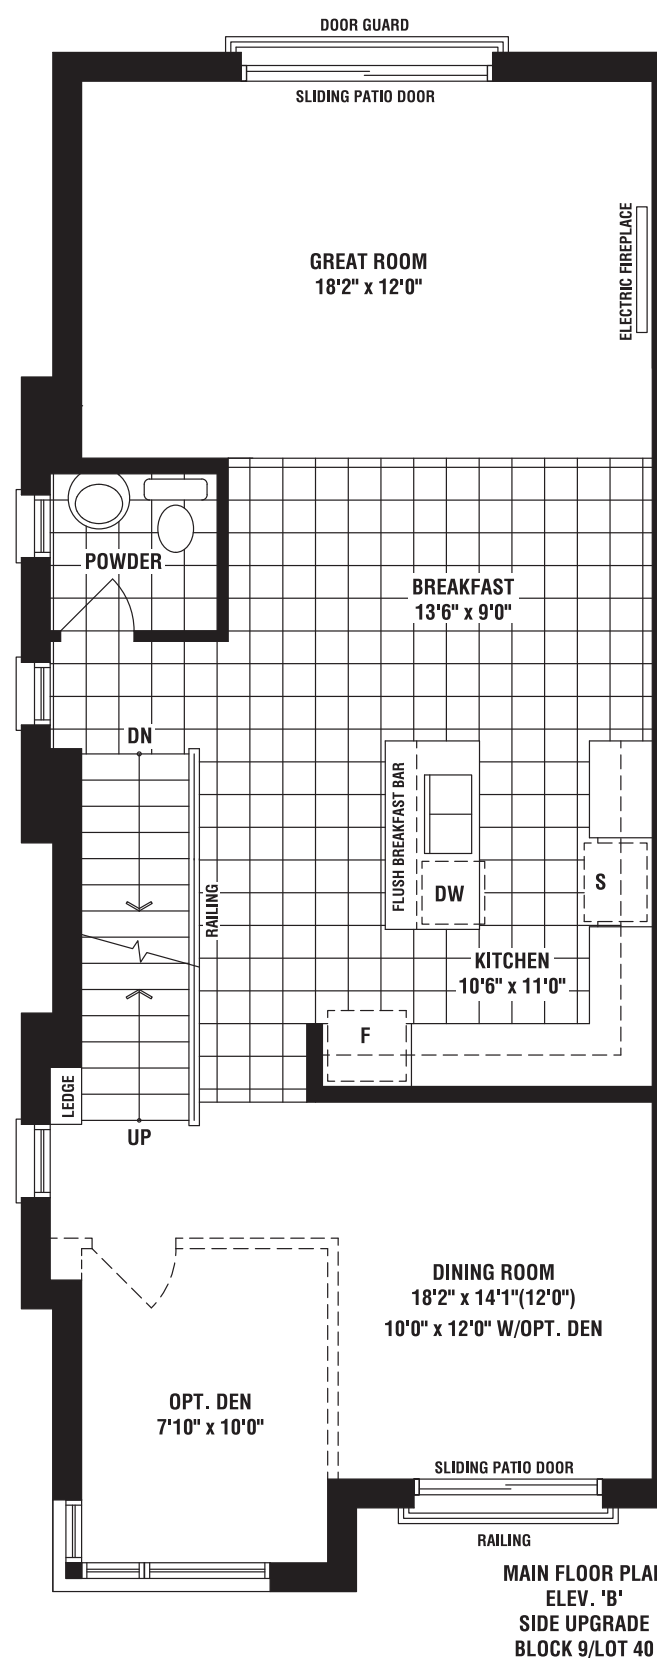 DOOR GUARD
SLIDING PATIO DOOR
ELECTRIC FIREPLACE
GREAT ROOM
18'2" x 12'0"
POWDER
BREAKFAST
13'6" x 9'0"
DN
FLUSH BREAKFAST BAR
RAILING
DW
S
KITCHEN
10'6" x 11'0"
F
LEDGE
UP
DINING ROOM
18'2" x 14'1"(12'0")
10'0" x 12'0" W/OPT. DEN
OPT. DEN
7'10" x 10'0"
SLIDING PATIO DOOR
RAILING
MAIN FLOOR PLA
ELEV. 'B'
SIDE UPGRADE
BLOCK 9/LOT 40